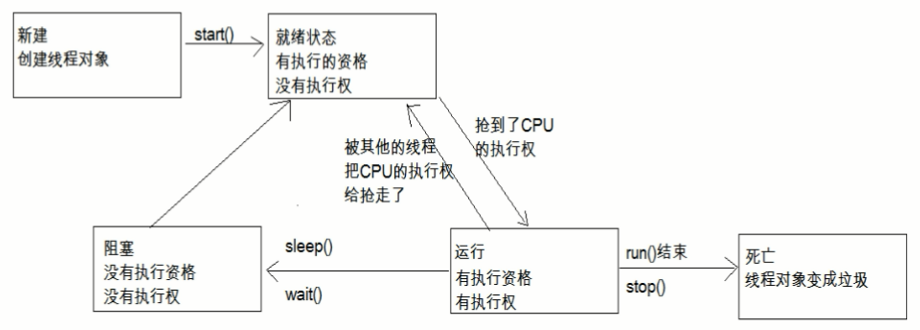 新建
创建线程对象
start()
就绪状态
有执行的资格
没有执行权
抢到了CPU
的执行权
被其他的线程
把CPU的执行权
给抢走了
阻塞
没有执行资格
没有执行权
sleep()
wait()
运行
有执行资格
有执行权
run()结束
stop()
死亡
线程对象变成垃圾